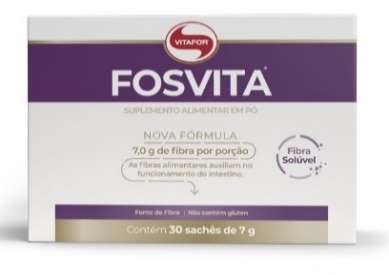 VITAFOR®
FOSVITA®
SUPLEMENTO ALIMENTAR EM PÓ
NOVA FÓRMULA
7,0 g de fibra por porção
As fibras alimentares auxiliam no
funcionamento do intestino.
Fibra
Solúvel
Fonte de Fibra | Não contém glúten
Contém 30 sachês de 7 g